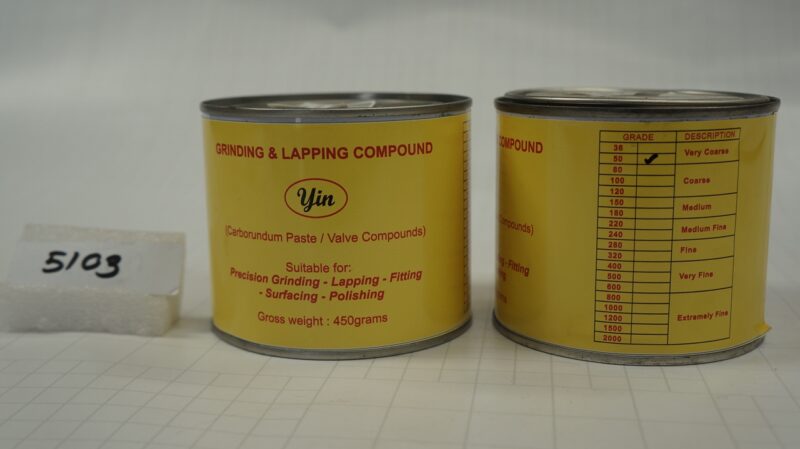 5103
GRINDING & LAPPING COMPOUND
Yin
(Carborundum Paste / Valve Compounds)
Suitable for:
Precision Grinding - Lapping - Fitting
- Surfacing - Polishing
Gross weight : 450grams
COMPOUND
ompounds)
- Fitting
GRADE DESCRIPTION
36
50 ✓ Very Coarse
60
100 Coarse
120
150 Medium
180
220 Medium Fine
240
280 Fine
320
400
500 Very Fine
600
800
1000
1200 Extremely Fine
1500
2000